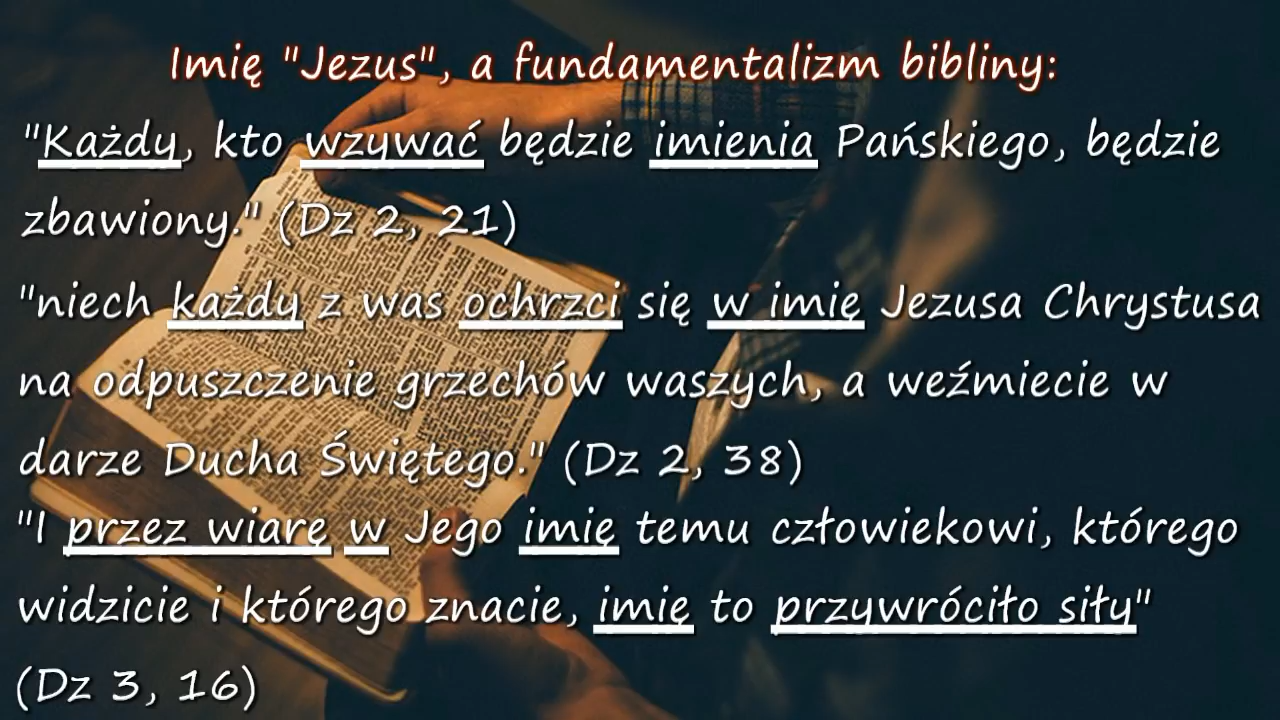 Imię "Jezus", a fundamentalizm bibliny:
"Każdy, kto wzywać będzie imienia Pańskiego, będzie
zbawiony." (Dz 2, 21)
"niech każdy z was ochrzci się w imię Jezusa Chrystusa
na odpuszczenie grzechów waszych, a weźmiecie w
darze Ducha Świętego." (Dz 2, 38)
"I przez wiarę w Jego imię temu człowiekowi, którego
widzicie i którego znacie, imię to przywróciło siły"
(Dz 3, 16)